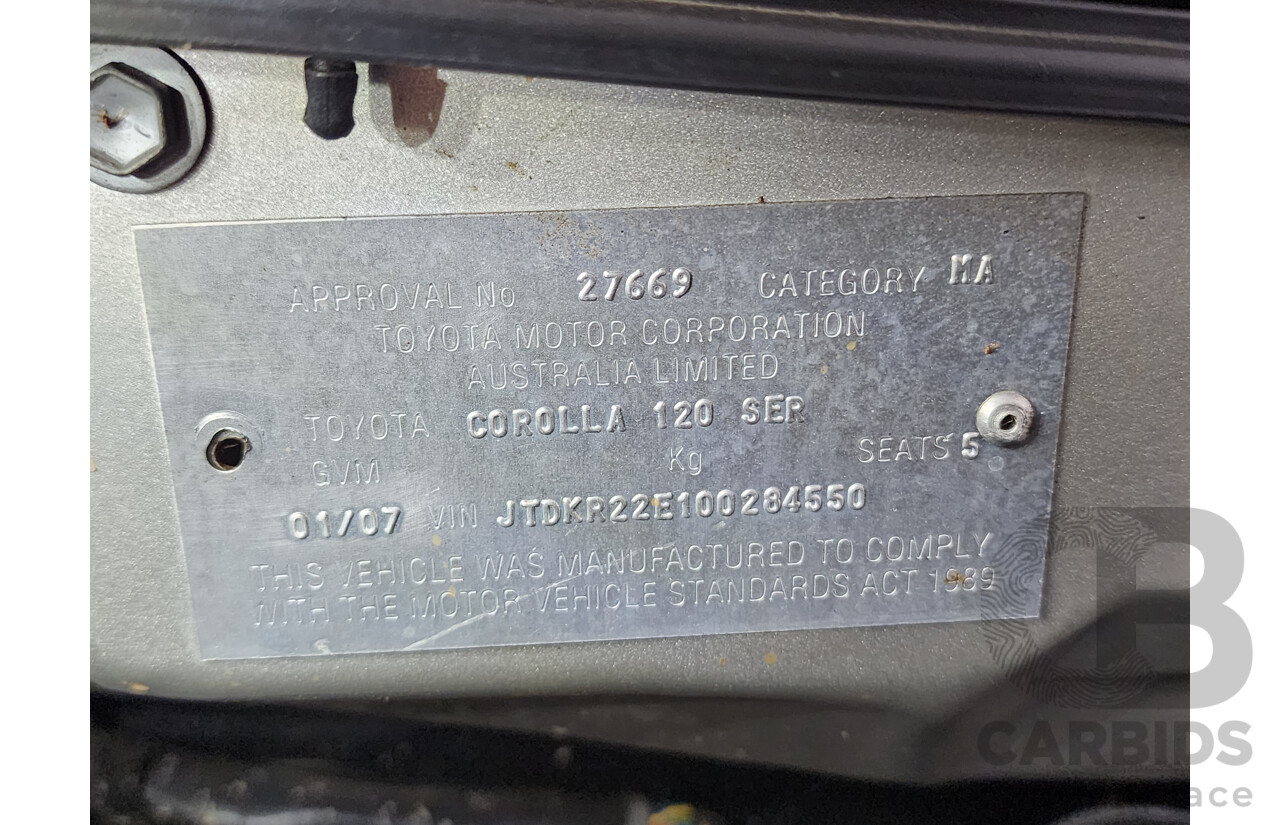 APPROVAL No 27669 CATEGORY MA
TOYOTA MOTOR CORPORATION
AUSTRALIA LIMITED
TOYOTA COROLLA 120 SER
GVM Kg SEATS 5
01/07 VIN JTDKR22E100284550
THIS VEHICLE WAS MANUFACTURED TO COMPLY
WITH THE MOTOR VEHICLE STANDARDS ACT 1989
B
CARBIDS